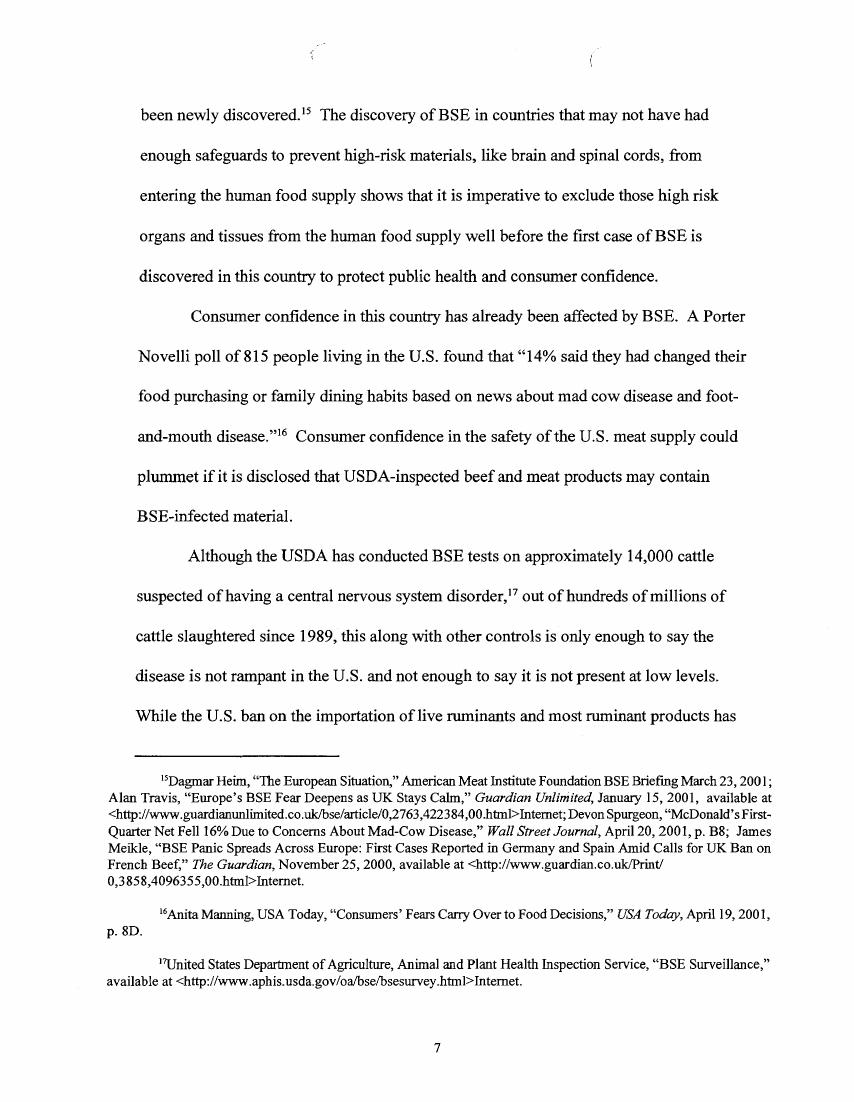 been newly discovered.15 The discovery of BSE in countries that may not have had
enough safeguards to prevent high-risk materials, like brain and spinal cords, from
entering the human food supply shows that it is imperative to exclude those high risk
organs and tissues from the human food supply well before the first case of BSE is
discovered in this country to protect public health and consumer confidence.
Consumer confidence in this country has already been affected by BSE. A Porter
Novelli poll of 815 people living in the U.S. found that “14% said they had changed their
food purchasing or family dining habits based on news about mad cow disease and foot-
and-mouth disease.”16 Consumer confidence in the safety of the U.S. meat supply could
plummet if it is disclosed that USDA-inspected beef and meat products may contain
BSE-infected material.
Although the USDA has conducted BSE tests on approximately 14,000 cattle
suspected of having a central nervous system disorder,17 out of hundreds of millions of
cattle slaughtered since 1989, this along with other controls is only enough to say the
disease is not rampant in the U.S. and not enough to say it is not present at low levels.
While the U.S. ban on the importation of live ruminants and most ruminant products has
15Dagmar Heim, “The European Situation,” American Meat Institute Foundation BSE Briefing March 23, 2001;
Alan Travis, “Europe’s BSE Fear Deepens as UK Stays Calm,” Guardian Unlimited, January 15, 2001, available at
<http://www.guardianunlimited.co.uk/bse/article/0,2763,422384,00.html>Internet; Devon Spurgeon, “McDonald’s First-
Quarter Net Fell 16% Due to Concerns About Mad-Cow Disease,” Wall Street Journal, April 20, 2001, p. B8; James
Meikle, “BSE Panic Spreads Across Europe: First Cases Reported in Germany and Spain Amid Calls for UK Ban on
French Beef,” The Guardian, November 25, 2000, available at <http://www.guardian.co.uk/Print/
0,3858,4096355,00.html>Internet.
16Anita Manning, USA Today, “Consumers’ Fears Carry Over to Food Decisions,” USA Today, April 19, 2001,
p. 8D.
17United States Department of Agriculture, Animal and Plant Health Inspection Service, “BSE Surveillance,”
available at <http://www.aphis.usda.gov/oa/bse/bsesurvey.html>Internet.
7